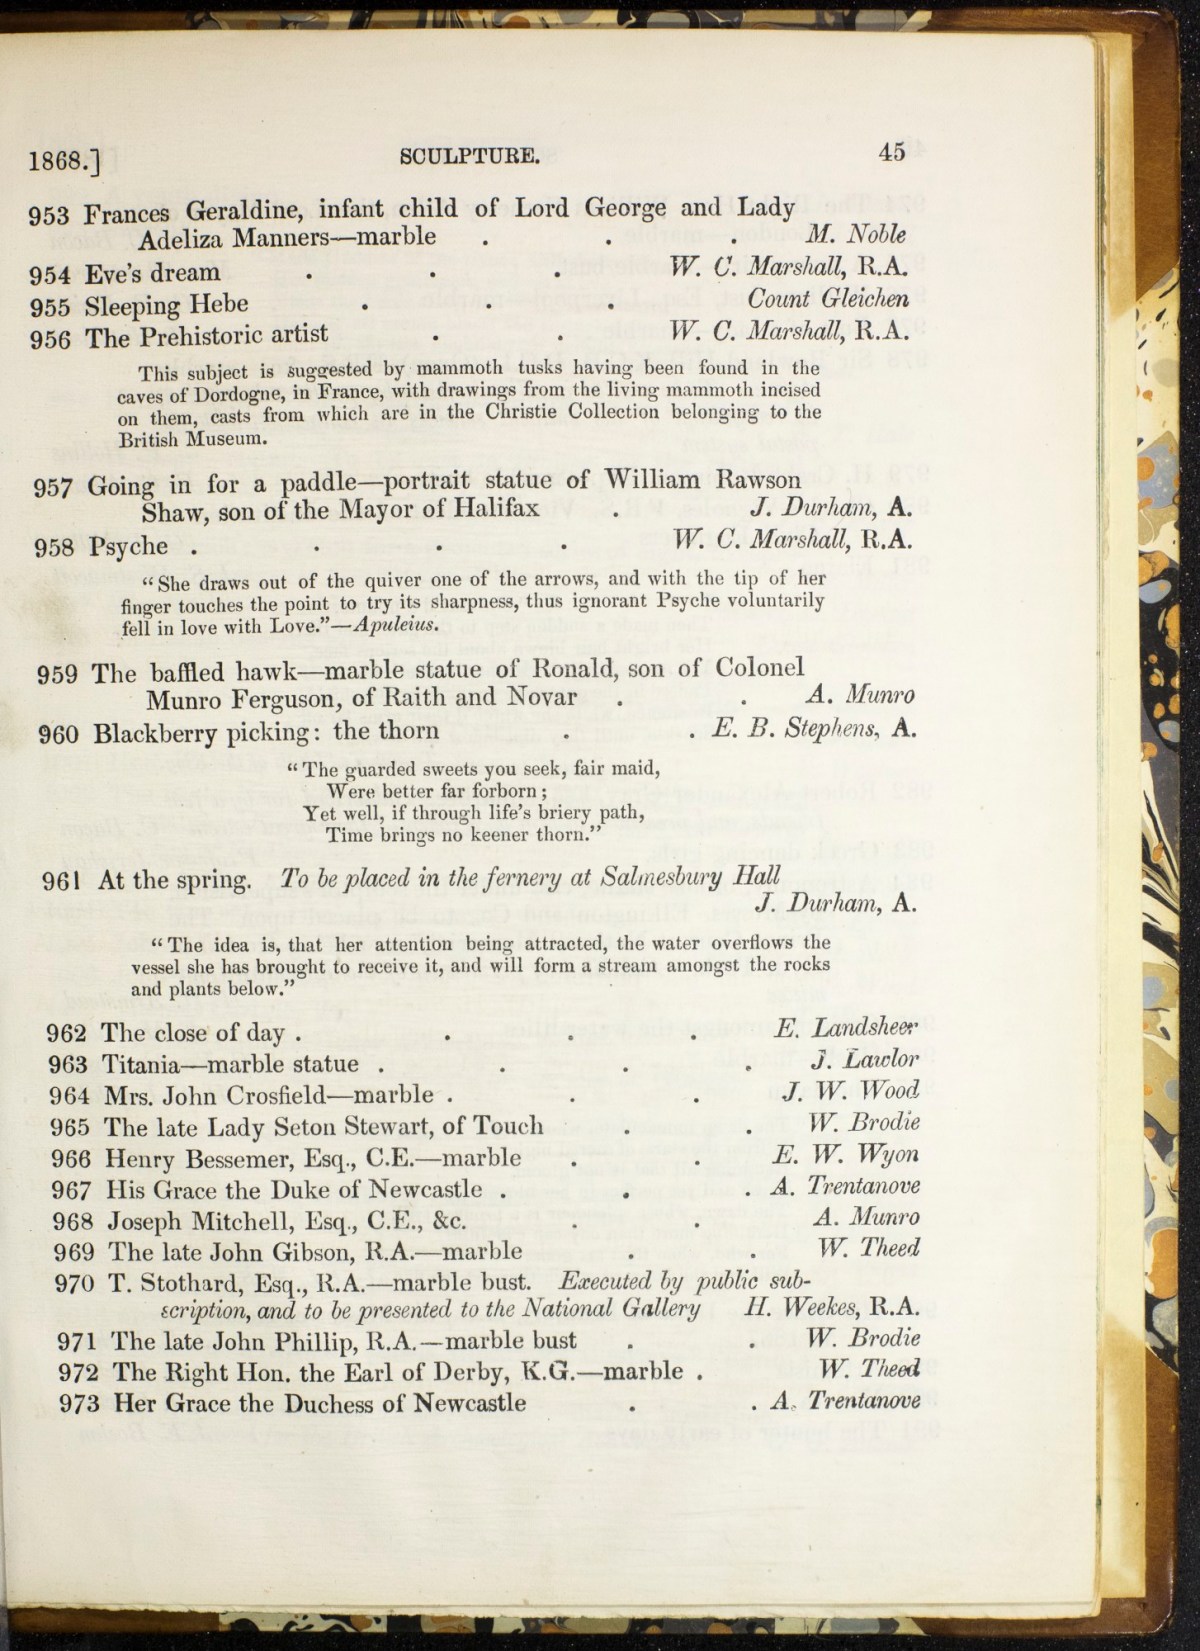 1868.] SCULPTURE. 45
953 Frances Geraldine, infant child of Lord George and Lady
Adeliza Manners—marble . . . M. Noble
954 Eve's dream . . . W. C. Marshall, R.A.
955 Sleeping Hebe . . . Count Gleichen
956 The Prehistoric artist . . W. C. Marshall, R.A.
This subject is suggested by mammoth tusks having been found in the
caves of Dordogne, in France, with drawings from the living mammoth incised
on them, casts from which are in the Christie Collection belonging to the
British Museum.
957 Going in for a paddle—portrait statue of William Rawson
Shaw, son of the Mayor of Halifax . J. Durham, A.
958 Psyche . . . . W. C. Marshall, R.A.
“She draws out of the quiver one of the arrows, and with the tip of her
finger touches the point to try its sharpness, thus ignorant Psyche voluntarily
fell in love with Love.”—Apuleius.
959 The baffled hawk—marble statue of Ronald, son of Colonel
Munro Ferguson, of Raith and Novar . . A. Munro
960 Blackberry picking: the thorn . . E. B. Stephens, A.
“The guarded sweets you seek, fair maid,
Were better far forborn;
Yet well, if through life's briery path,
Time brings no keener thorn.”
961 At the spring. To be placed in the fernery at Salmesbury Hall
J. Durham, A.
“The idea is, that her attention being attracted, the water overflows the
vessel she has brought to receive it, and will form a stream amongst the rocks
and plants below.”
962 The close of day . . . . E. Landsheer
963 Titania—marble statue . . . . J. Lawlor
964 Mrs. John Crosfield—marble . . . J. W. Wood
965 The late Lady Seton Stewart, of Touch . . W. Brodie
966 Henry Bessemer, Esq., C.E.—marble . . E. W. Wyon
967 His Grace the Duke of Newcastle . . . A. Trentanove
968 Joseph Mitchell, Esq., C.E., &c. . . A. Munro
969 The late John Gibson, R.A.—marble . . W. Theed
970 T. Stothard, Esq., R.A.—marble bust. Executed by public sub-
scription, and to be presented to the National Gallery H. Weekes, R.A.
971 The late John Phillip, R.A.—marble bust . . W. Brodie
972 The Right Hon. the Earl of Derby, K.G.—marble . W. Theed
973 Her Grace the Duchess of Newcastle . . A. Trentanove